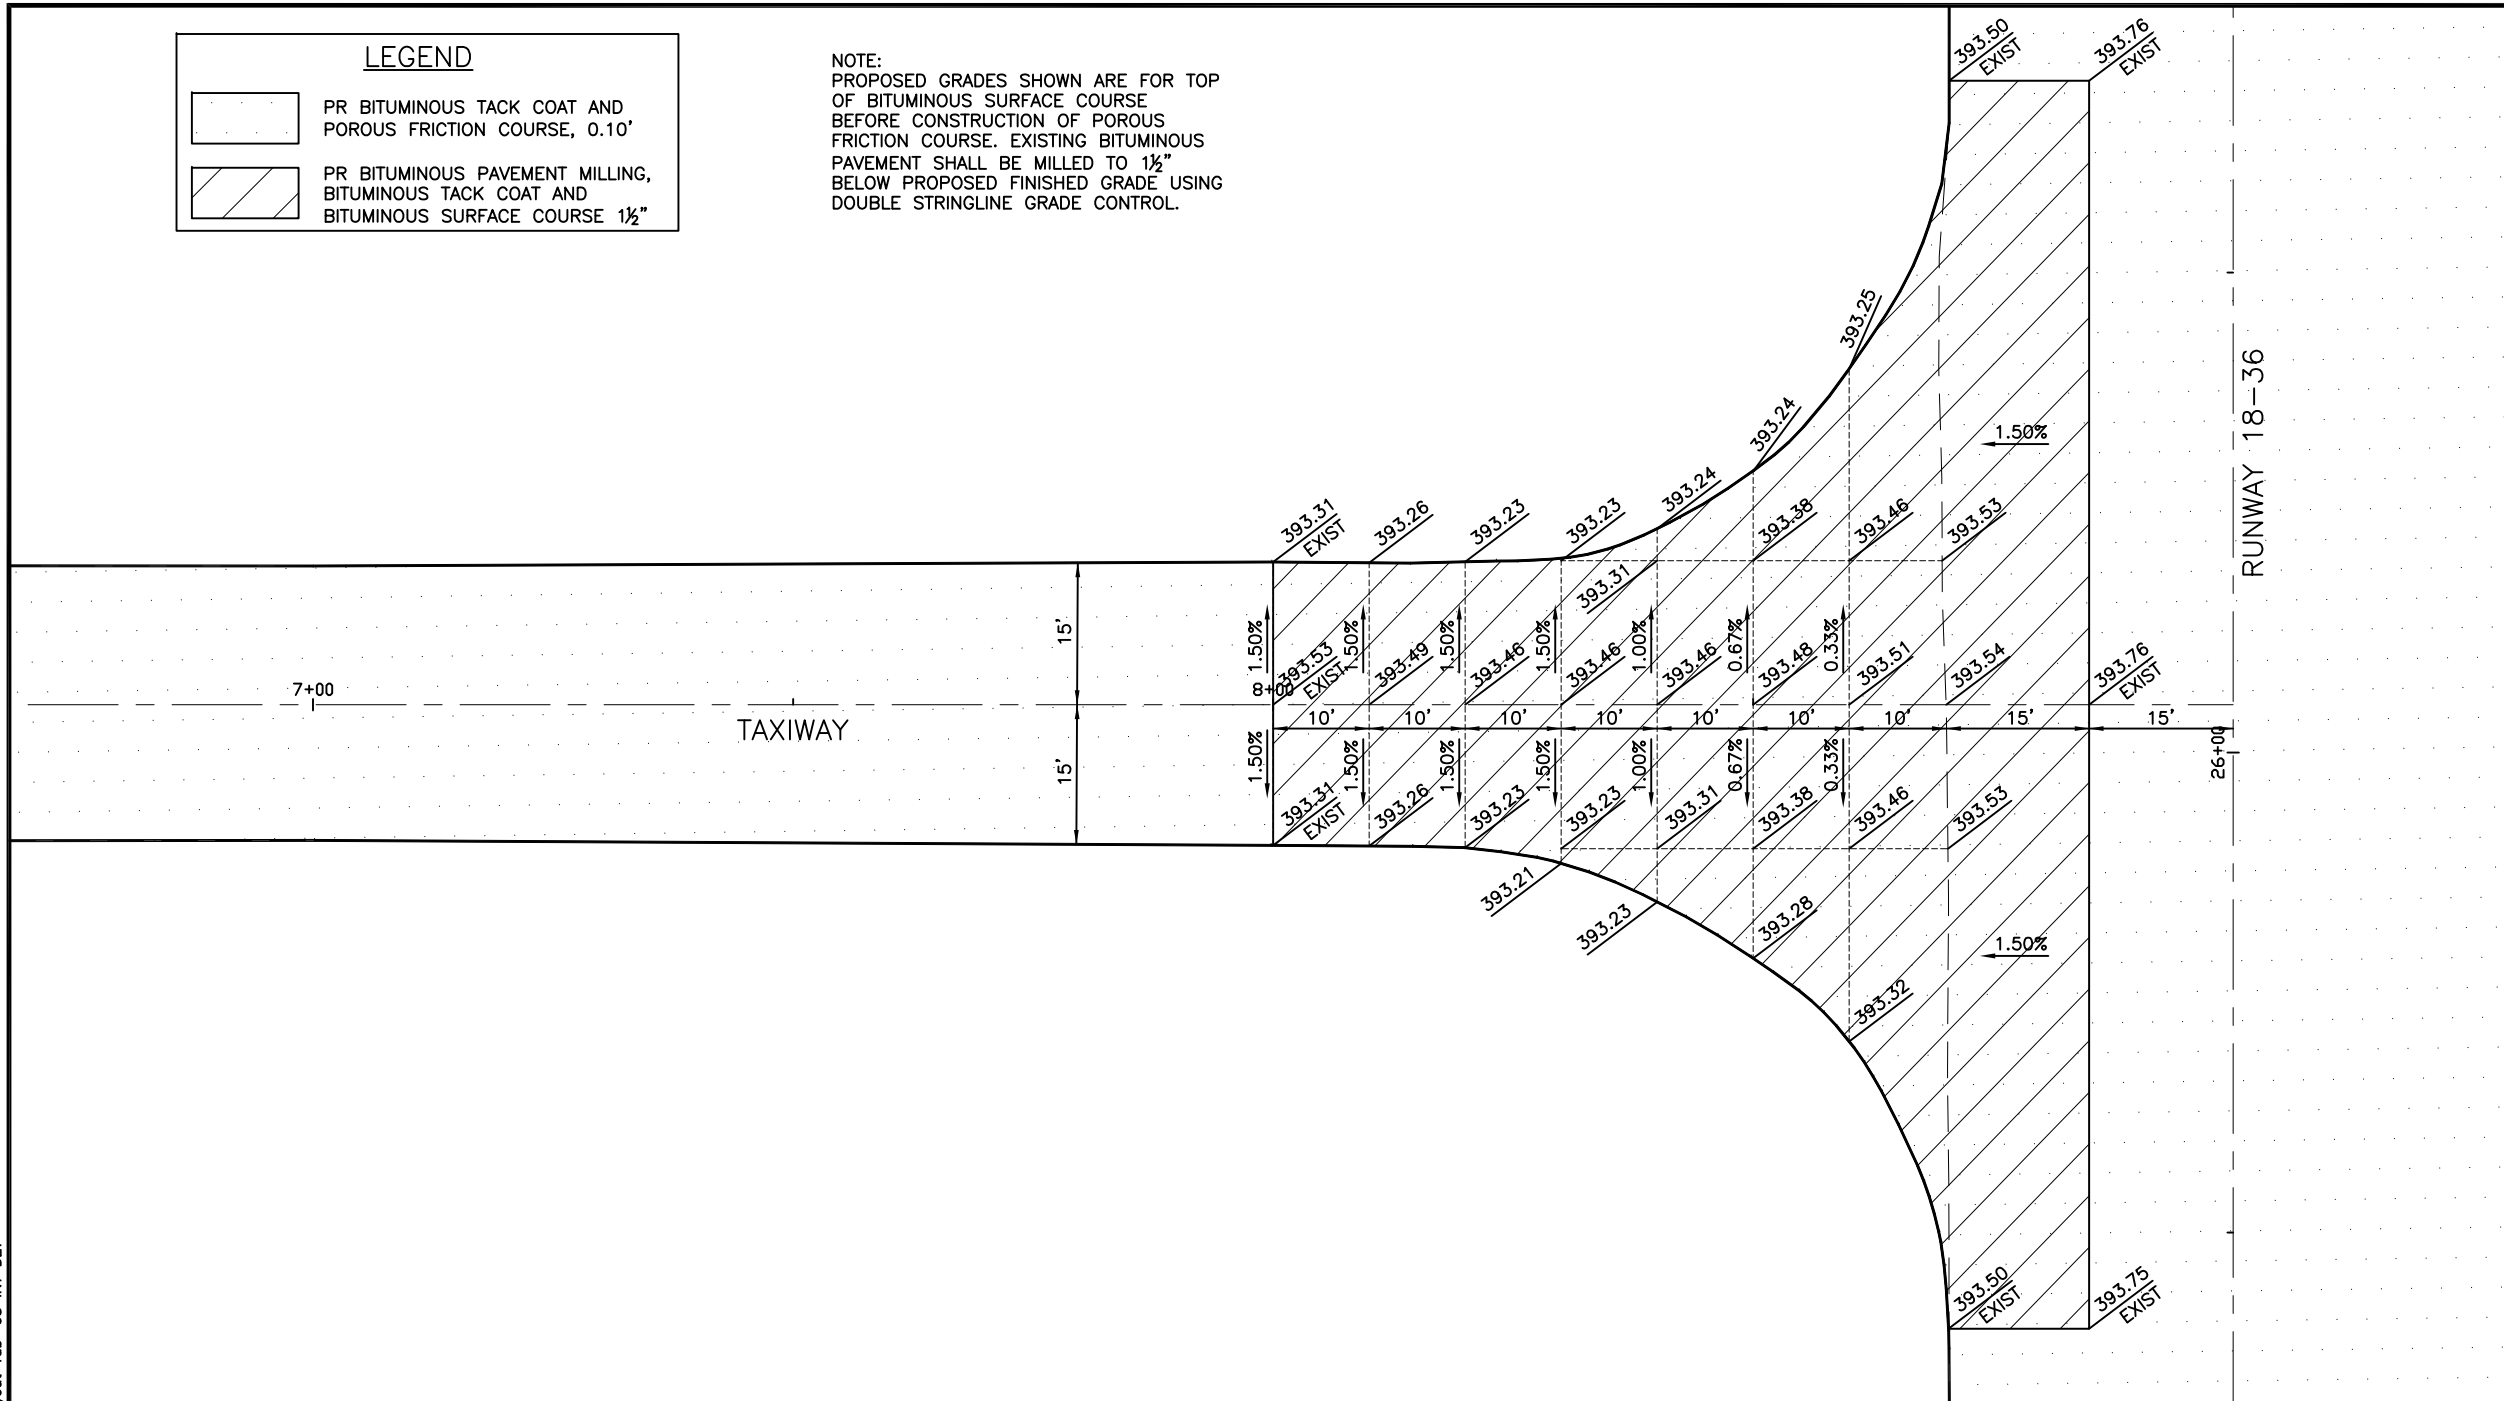 LEGEND
PR BITUMINOUS TACK COAT AND
POROUS FRICTION COURSE, 0.10'
PR BITUMINOUS PAVEMENT MILLING,
BITUMINOUS TACK COAT AND
BITUMINOUS SURFACE COURSE 1½"
NOTE:
PROPOSED GRADES SHOWN ARE FOR TOP
OF BITUMINOUS SURFACE COURSE
BEFORE CONSTRUCTION OF POROUS
FRICTION COURSE. EXISTING BITUMINOUS
PAVEMENT SHALL BE MILLED TO 1½"
BELOW PROPOSED FINISHED GRADE USING
DOUBLE STRINGLINE GRADE CONTROL.
393.50
EXIST
393.76
EXIST
393.25
393.24
393.24
1.50%
RUNWAY 18-36
393.31
EXIST
393.26
393.23
393.23
393.38
393.46
393.53
393.31
15'
1.50%
1.50%
1.50%
1.50%
1.00%
0.67%
0.33%
393.53
EXIST
393.49
393.46
393.46
393.46
393.48
393.51
393.54
393.76
EXIST
7+00
8+00
TAXIWAY
10'
10'
10'
10'
10'
10'
10'
15'
15'
26+00
15'
1.50%
1.50%
1.50%
1.50%
1.00%
0.67%
0.33%
393.31
EXIST
393.26
393.23
393.23
393.31
393.38
393.46
393.53
393.21
393.23
393.28
1.50%
393.32
393.50
EXIST
393.75
EXIST